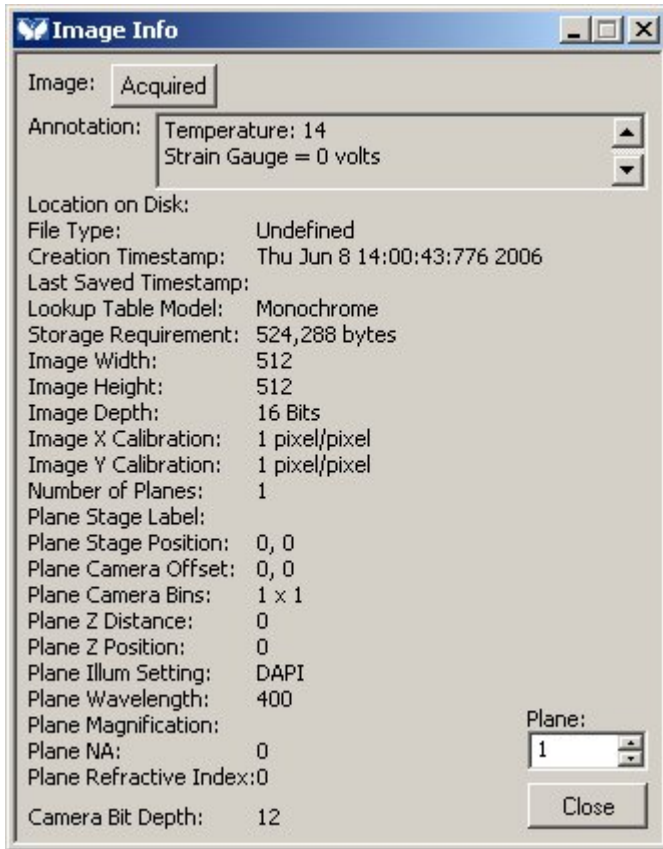 Image Info
Image: Acquired
Annotation: Temperature: 14
Strain Gauge = 0 volts
Location on Disk:
File Type: Undefined
Creation Timestamp: Thu Jun 8 14:00:43:776 2006
Last Saved Timestamp:
Lookup Table Model: Monochrome
Storage Requirement: 524,288 bytes
Image Width: 512
Image Height: 512
Image Depth: 16 Bits
Image X Calibration: 1 pixel/pixel
Image Y Calibration: 1 pixel/pixel
Number of Planes: 1
Plane Stage Label:
Plane Stage Position: 0, 0
Plane Camera Offset: 0, 0
Plane Camera Bins: 1 x 1
Plane Z Distance: 0
Plane Z Position: 0
Plane Illum Setting: DAPI
Plane Wavelength: 400
Plane Magnification:
Plane NA: 0
Plane Refractive Index:0
Camera Bit Depth: 12
Plane:
1
Close